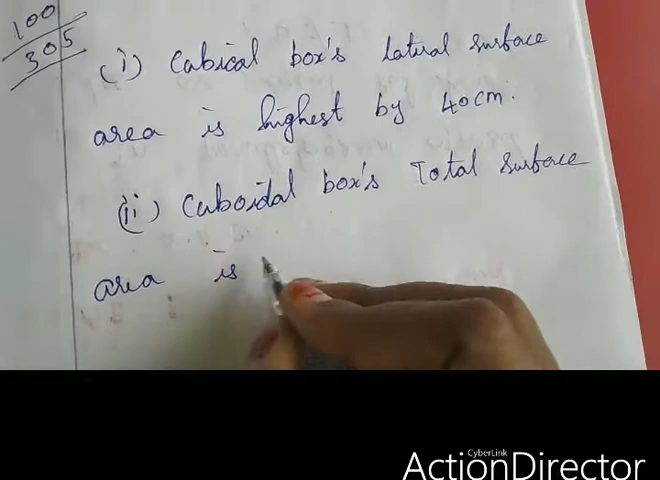 100
305
(i) Cubical box's lateral surface
area is highest by 40cm.
(ii) Cuboidal box's Total surface
area is
CyberLink
ActionDirector